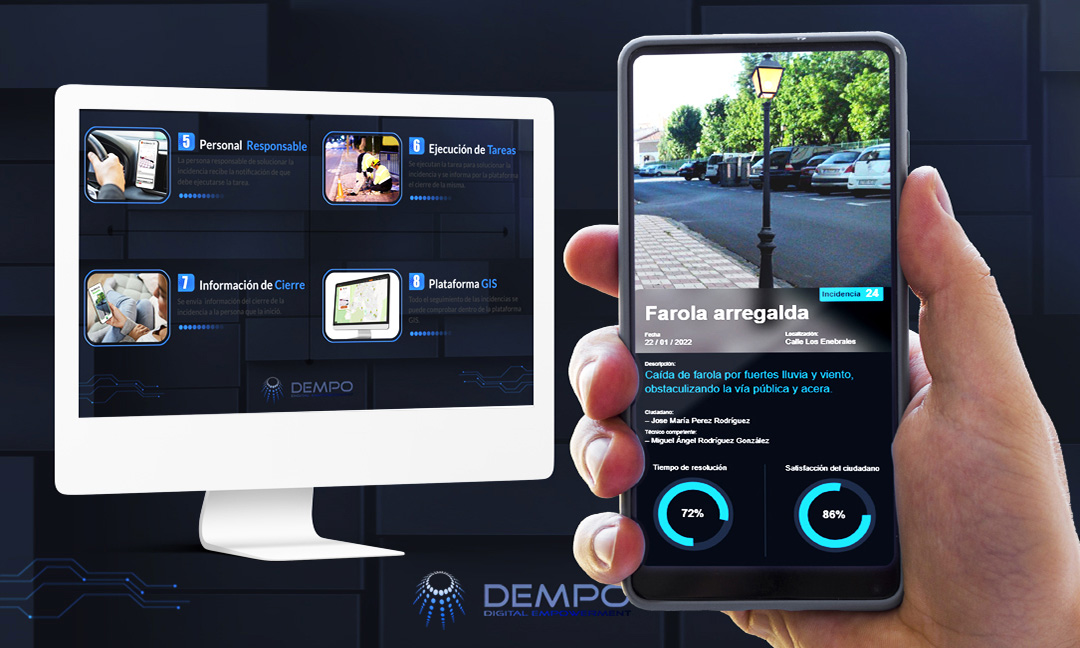 5 Personal Responsable
La persona responsable de solucionar la
incidencia recibe la notificación de que
debe ejecutarse la tarea.
6 Ejecución de Tareas
Se ejecutan la tarea para solucionar la
incidencia y se informa por la plataforma
el cierre de la misma.
7 Información de Cierre
Se envía información del cierre de la
incidencia a la persona que la inició.
8 Plataforma GIS
Todo el seguimiento de las incidencias se
puede comprobar dentro de la plataforma
GIS
DEMPO
Incidencia 24
Farola arregalda
Fecha:
22 / 01 / 2022
Localización:
Calle Los Enebrales
Descripción:
Caída de farola por fuertes lluvia y viento,
obstaculizando la vía pública y acera.
Ciudadano:
– Jose María Perez Rodríguez
Técnico competente:
– Miguel Ángel Rodríguez González
Tiempo de resolución
72%
Satisfacción del ciudadano
86%
DEMPO
DIGITAL EMPOWERMENT